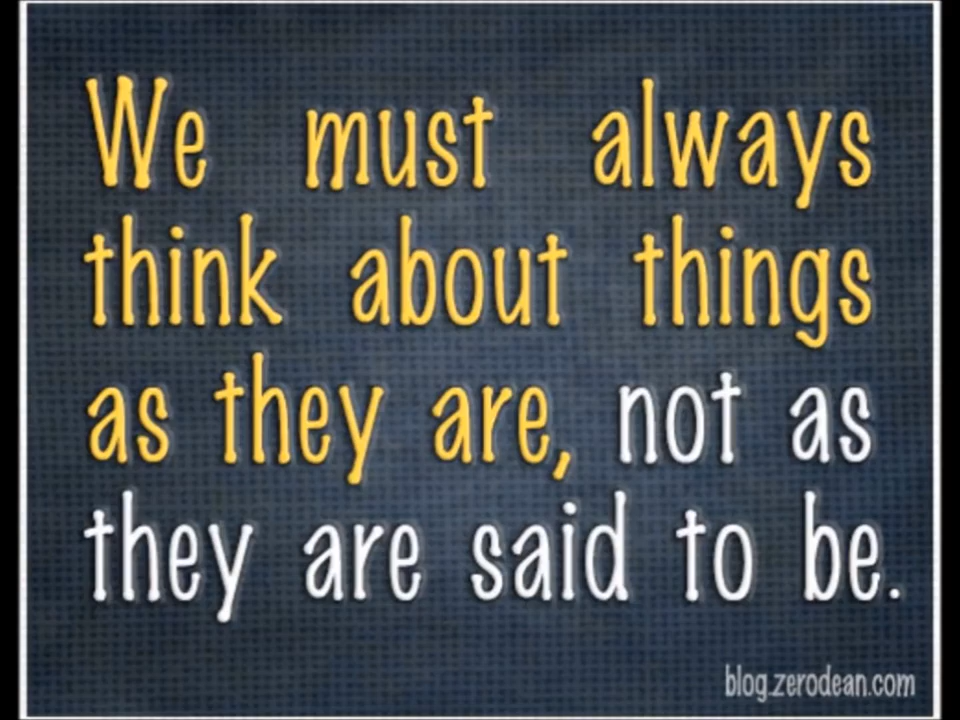 We must always
think about things
as they are, not as
they are said to be.
blog.zerodean.com